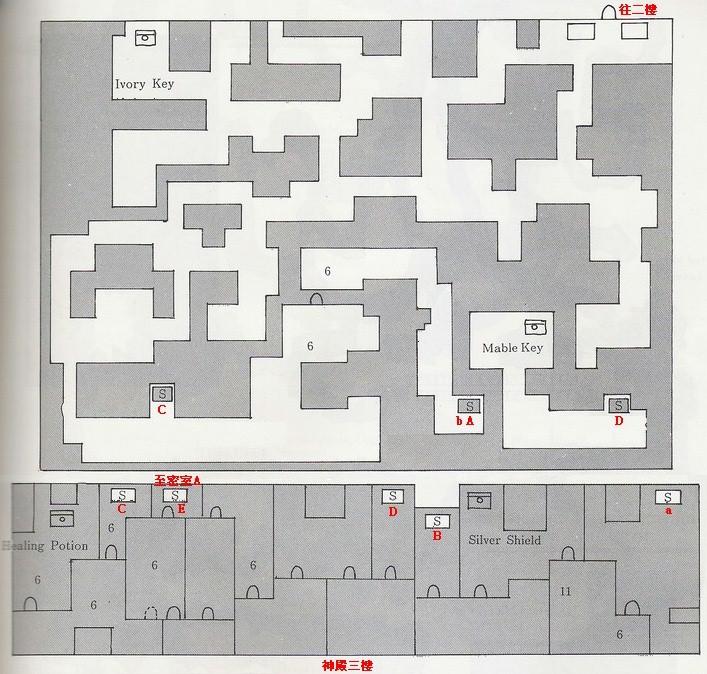 往二樓
Ivory Key
6
6
Mable Key
S
C
S
b A
S
D
至密室A
S
C
S
E
S
D
S
B
Silver Shield
S
a
6
Healing Potion
6
6
6
6
11
6
神殿三樓